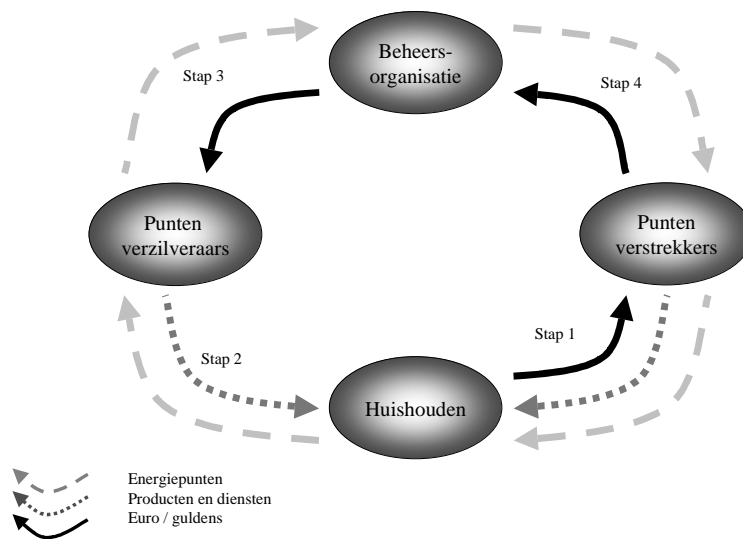 Beheers-
organisatie
Stap 3
Stap 4
Punten
verzilveraars
Punten
verstrekkers
Stap 1
Stap 2
Huishouden
Energiepunten
Producten en diensten
Euro / guldens